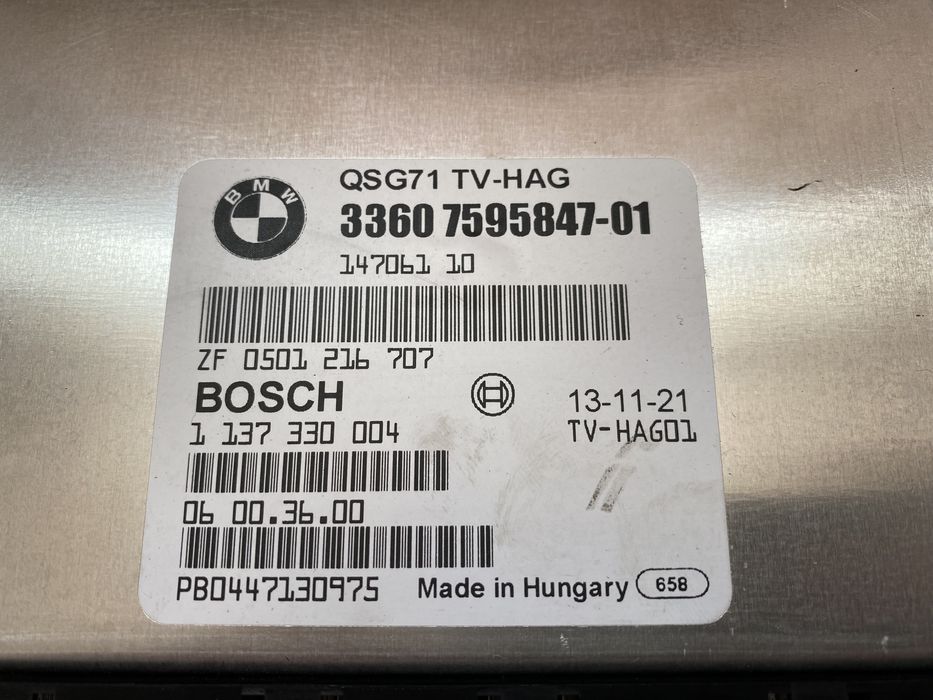 BMW
QSG71 TV-HAG
3360 7595847-01
147061 10
ZF 0501 216 707
BOSCH
13-11-21
1 137 330 004
TV-HAG01
06 00.36.00
PB0447130975
Made in Hungary 658